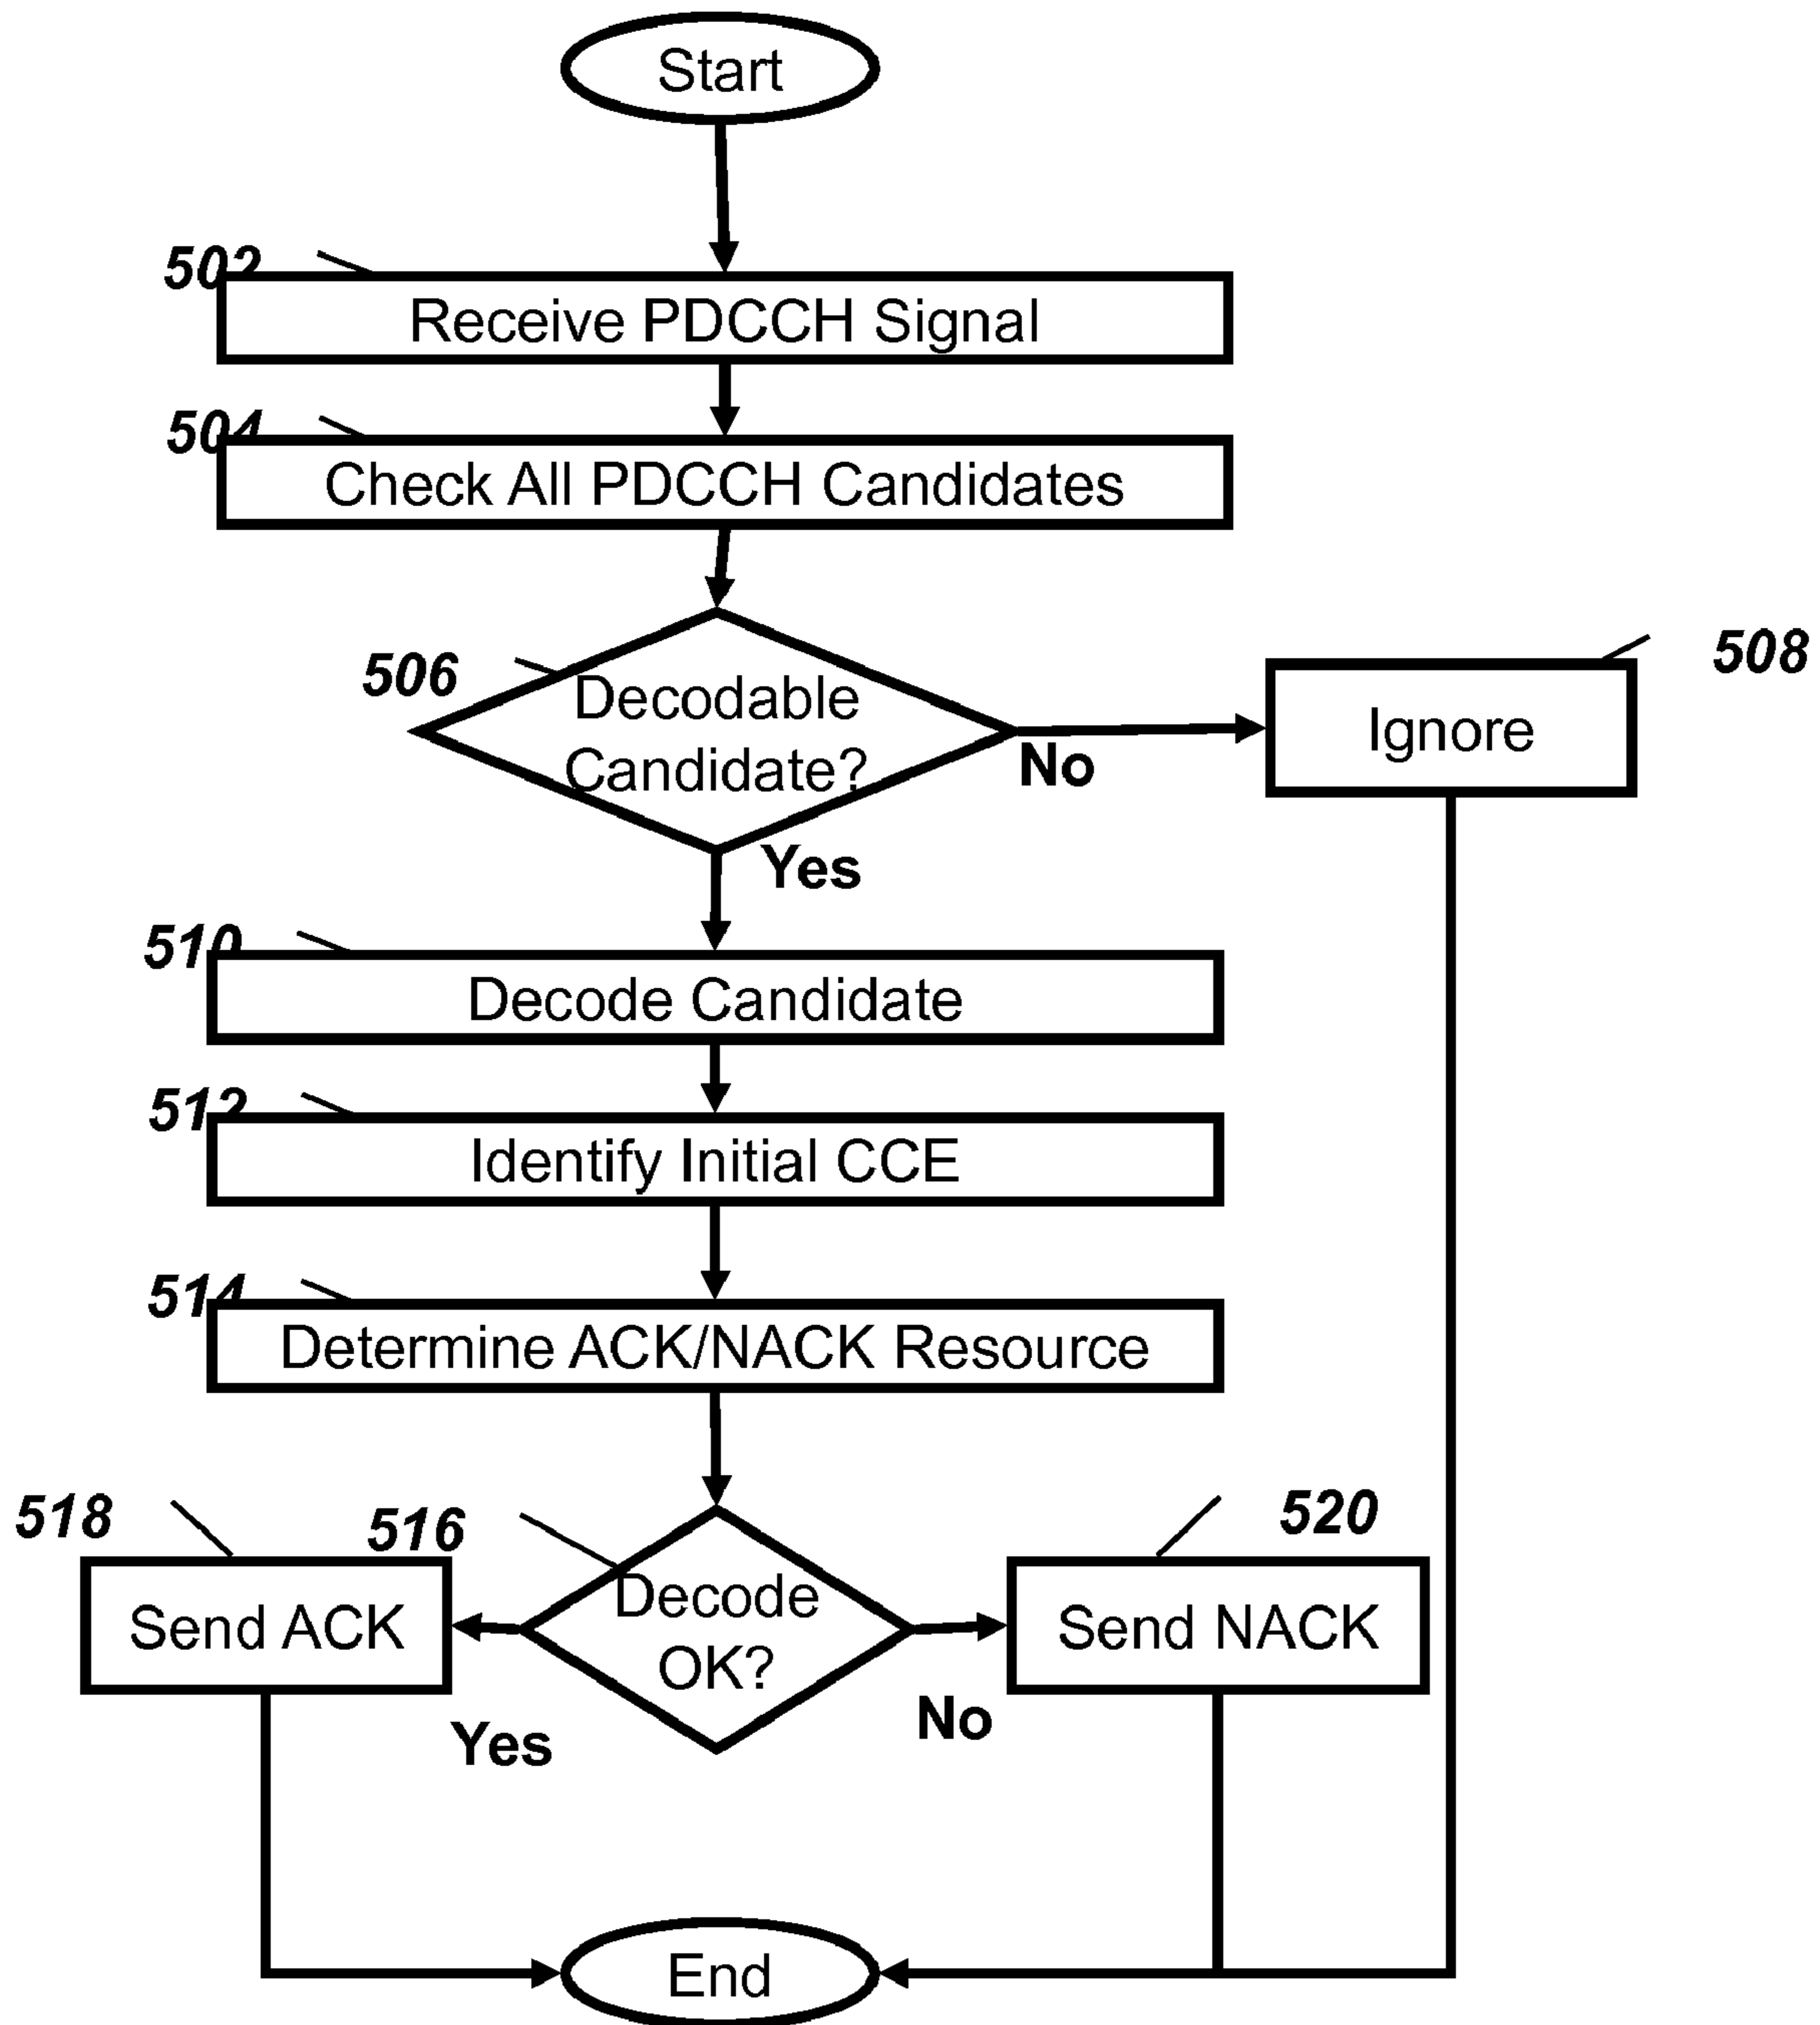 Start
502
Receive PDCCH Signal
504
Check All PDCCH Candidates
506
Decodable
Candidate?
No
508
Ignore
Yes
510
Decode Candidate
512
Identify Initial CCE
514
Determine ACK/NACK Resource
518
Send ACK
516
Decode
OK?
520
Send NACK
Yes
No
End